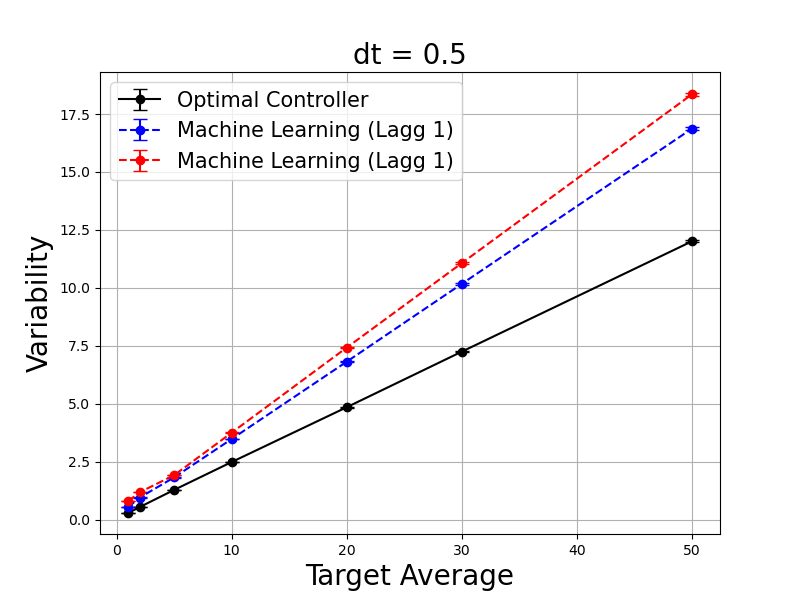 dt = 0.5
Optimal Controller
Machine Learning (Lagg 1)
Machine Learning (Lagg 1)
Variability
17.5
15.0
12.5
10.0
7.5
5.0
2.5
0.0
0 10 20 30 40 50
Target Average